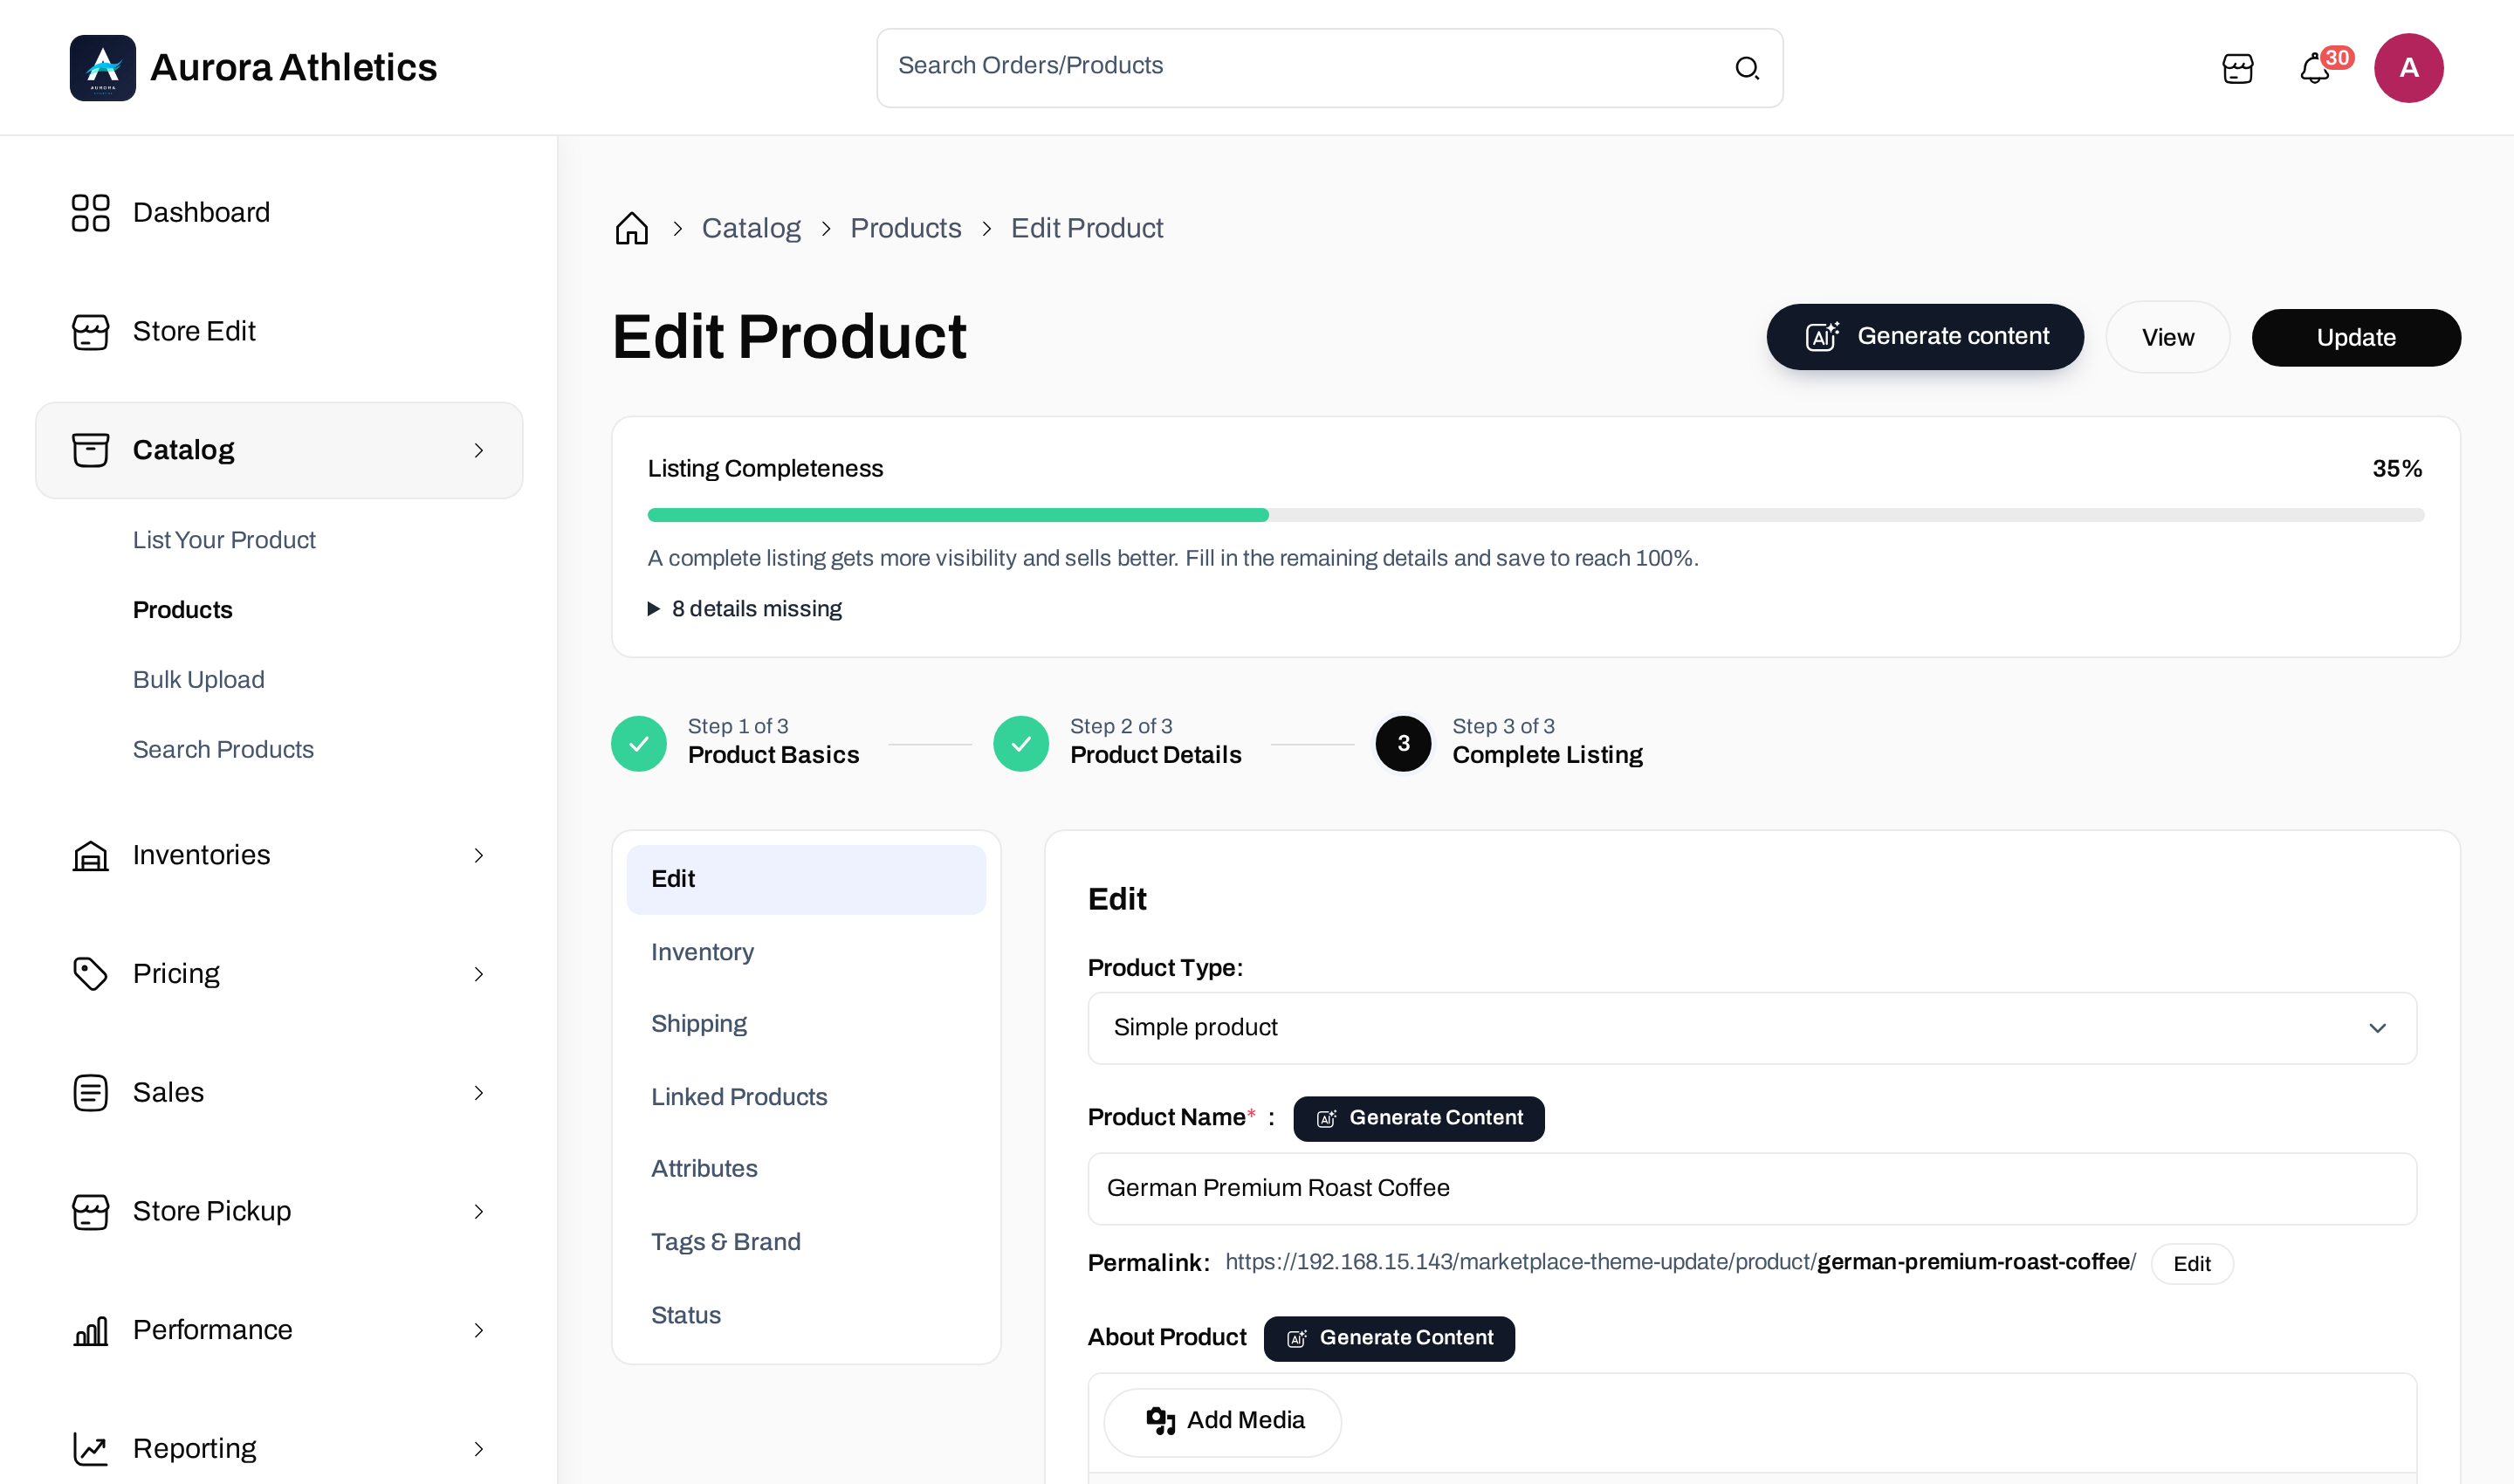 AURORA
Aurora Athletics
Search Orders/Products
30
A
Dashboard
Store Edit
Catalog
List Your Product
Products
Bulk Upload
Search Products
Inventories
Pricing
Sales
Store Pickup
Performance
Reporting
Catalog
Products
Edit Product
Edit Product
AI Generate content
View
Update
Listing Completeness
35%
A complete listing gets more visibility and sells better. Fill in the remaining details and save to reach 100%.
8 details missing
Step 1 of 3
Product Basics
Step 2 of 3
Product Details
3
Step 3 of 3
Complete Listing
Edit
Inventory
Shipping
Linked Products
Attributes
Tags & Brand
Status
Edit
Product Type:
Simple product
Product Name* : AI Generate Content
German Premium Roast Coffee
Permalink: https://192.168.15.143/marketplace-theme-update/product/german-premium-roast-coffee/ Edit
About Product AI Generate Content
Add Media